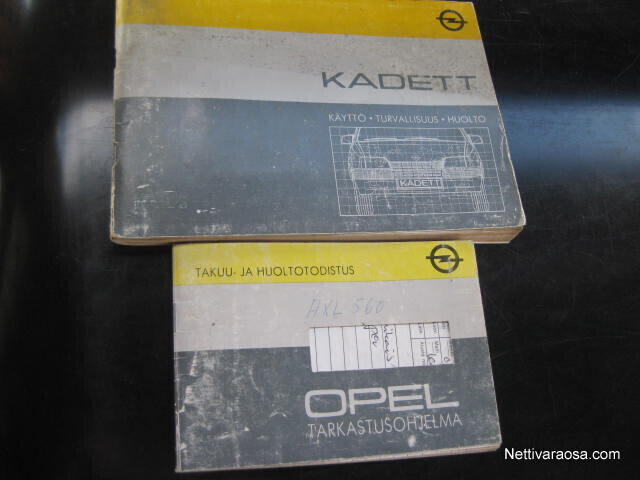 KADETT
KÄYTTÖ • TURVALLISUUS • HUOLTO
KADETT
TAKUU- JA HUOLTOTODISTUS
AXL 560
OPEL
TARKASTUSOHJELMA
Nettivaraosa.com